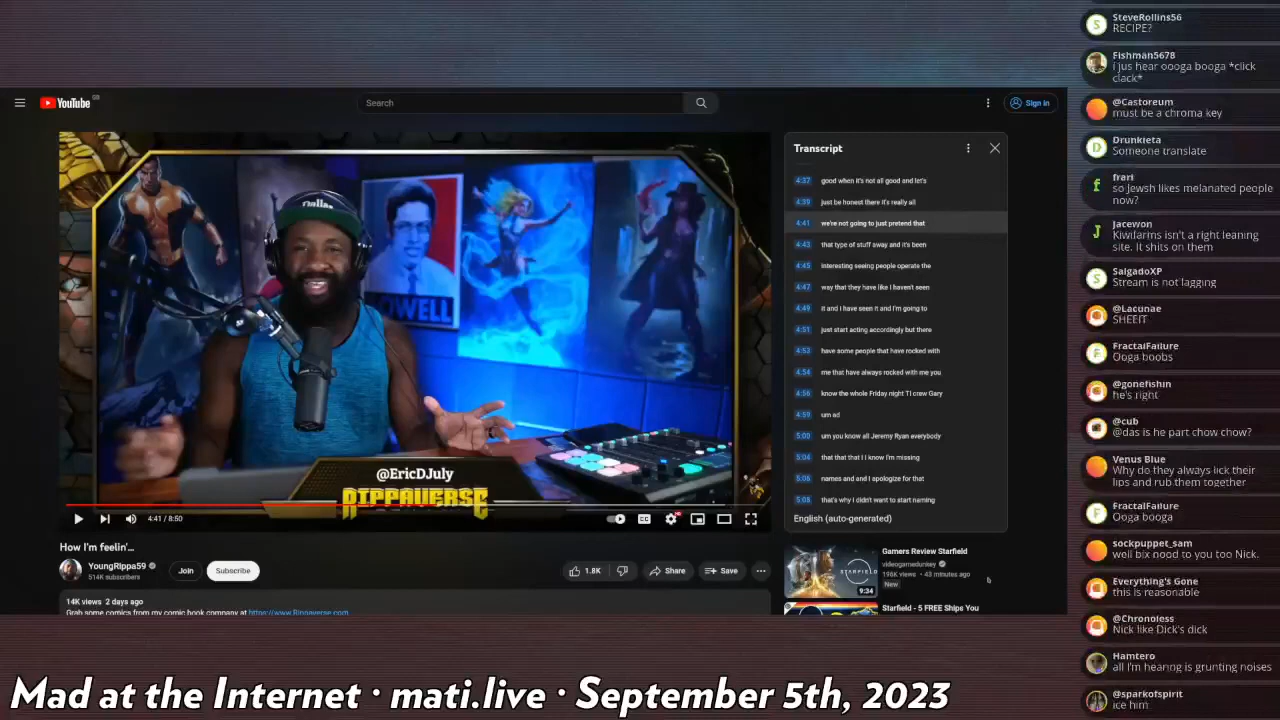 YouTube
GB
Search
Sign in
Dallas
OWELL
@EricDJuly
RIPPAVERSE
4:41 / 8:50
CC
How I'm feelin'...
YoungRippa59
514K subscribers
Join
Subscribe
1.8K
Share
Save
14K views 2 days ago
Grab some comics from my comic book company at https://www.Rippaverse.com
Transcript
4:37 good when it's not all good and let's
4:39 just be honest there it's really all
4:41 we're not going to just pretend that
4:43 that type of stuff away and it's been
4:45 interesting seeing people operate the
4:47 way that they have like I haven't seen
4:49 it and I have seen it and I'm going to
4:51 just start acting accordingly but there
4:53 have some people that have rocked with
4:54 me that have always rocked with me you
4:56 know the whole Friday night T I crew Gary
4:59 um ad
5:00 um you know all Jeremy Ryan everybody
5:04 that that that I I know I'm missing
5:06 names and and I apologize for that
5:08 that's why I didn't want to start naming
English (auto-generated)
STARFIELD
9:34
Gamers Review Starfield
videogamedunkey
196K views • 43 minutes ago
New
Starfield - 5 FREE Ships You
SteveRollins56
RECIPE?
Fishman5678
i jus hear oooga booga *click
clack*
@Castoreum
must be a chroma key
Drunkieta
Someone translate
frari
so Jewsh likes melanated people
now?
Jacewon
Kiwifarms isn't a right leaning
site. It shits on them
SalgadoXP
Stream is not lagging
@Lacunae
SHEEIT
FractalFailure
Ooga boobs
@gonefishin
he's right
@cub
@das is he part chow chow?
Venus Blue
Why do they always lick their
lips and rub them together
FractalFailure
Ooga booga
sockpuppet_sam
well bix nood to you too Nick.
Everything's Gone
this is reasonable
@Chronoless
Nick like Dick's dick
Hamtero
all I'm hearing is grunting noises
@sparkofspirit
ice him
Mad at the Internet · mati.live · September 5th, 2023